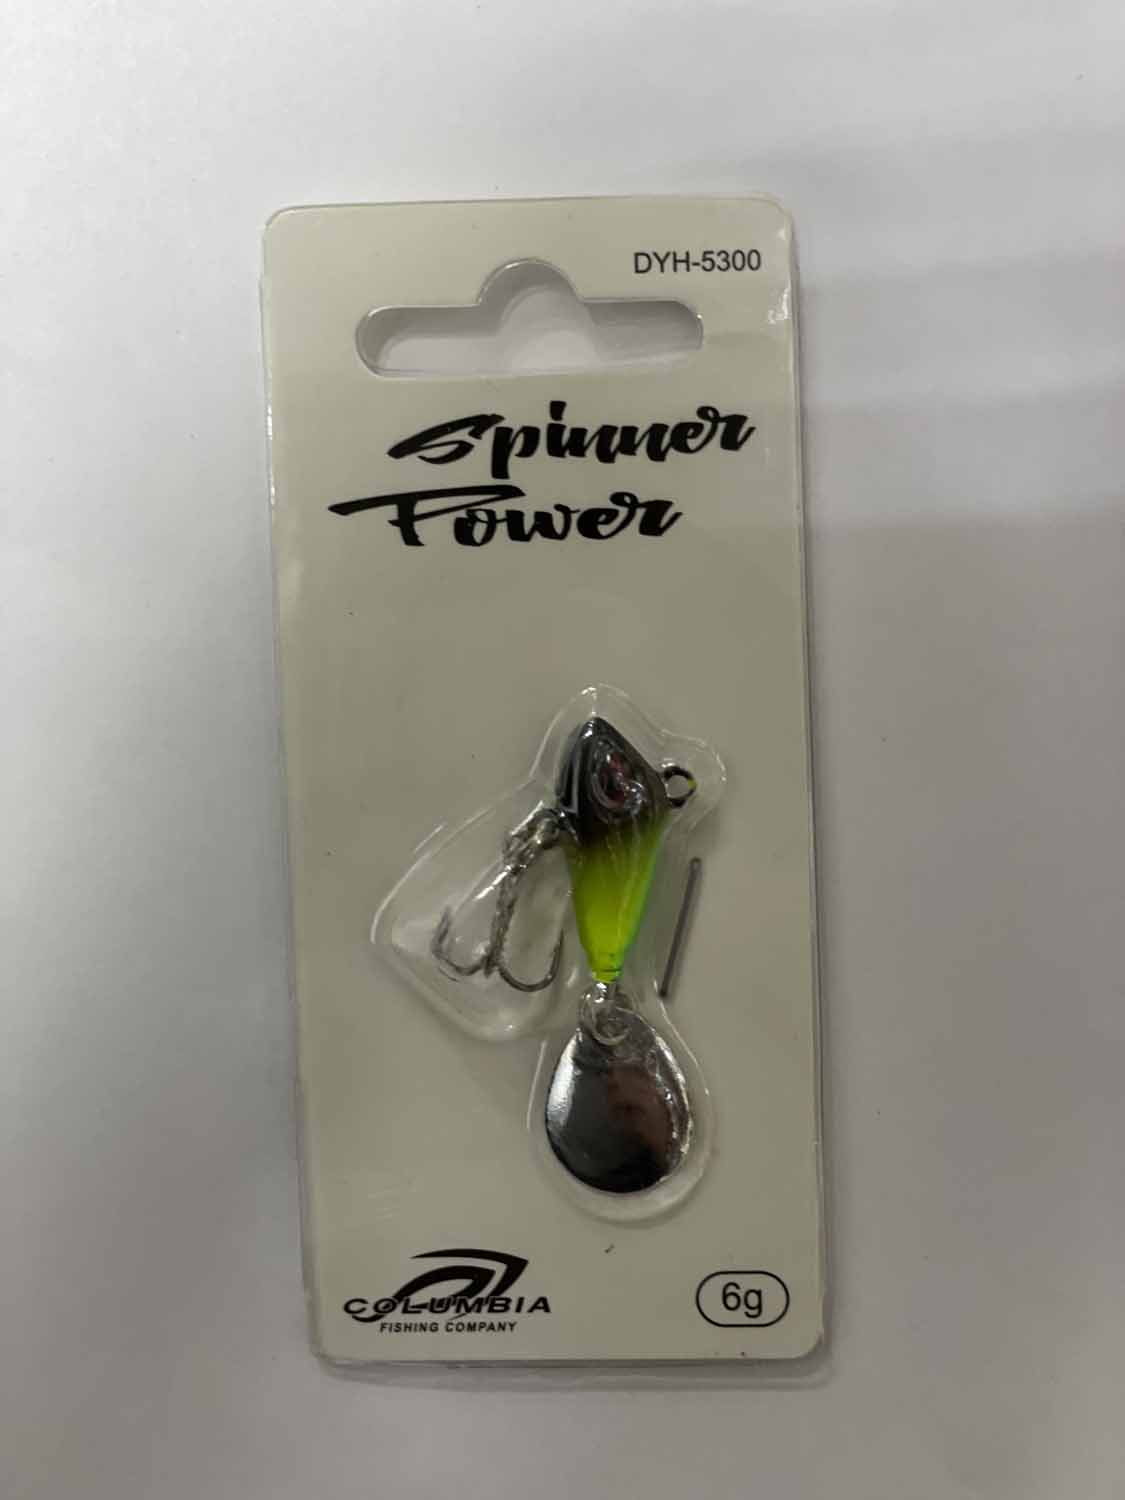 DYH-5300
Spinner
Power
COLUMBIA
FISHING COMPANY
6g